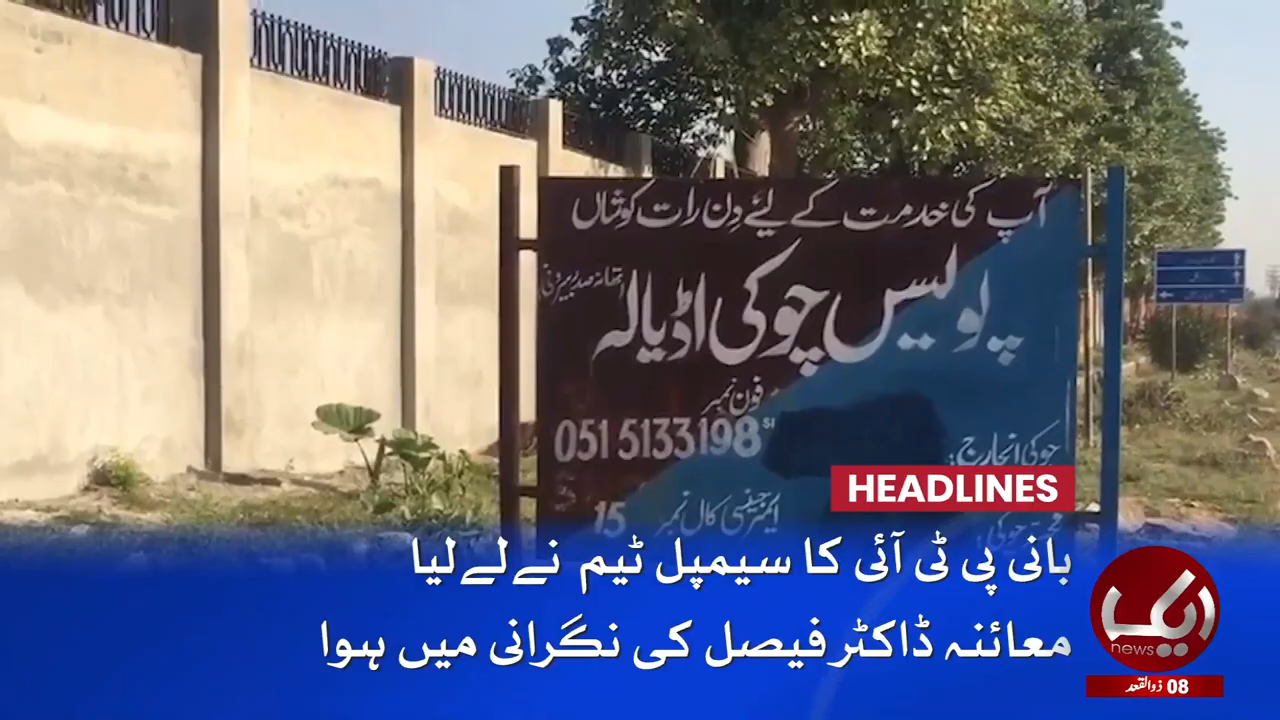 آپ کی خدمت کے لیئے دن رات کوشاں
پولیس چوکی اڈیالہ
تھانہ صدر بیرونی
فون نمبر
051 5133198
چوکی انچارج:
ایمرجنسی کال نمبر 15
HEADLINES
بانی پی ٹی آئی کا سیمپل ٹیم نے لے لیا
معائنہ ڈاکٹر فیصل کی نگرانی میں ہوا
ایک
news
08 ذوالقعد